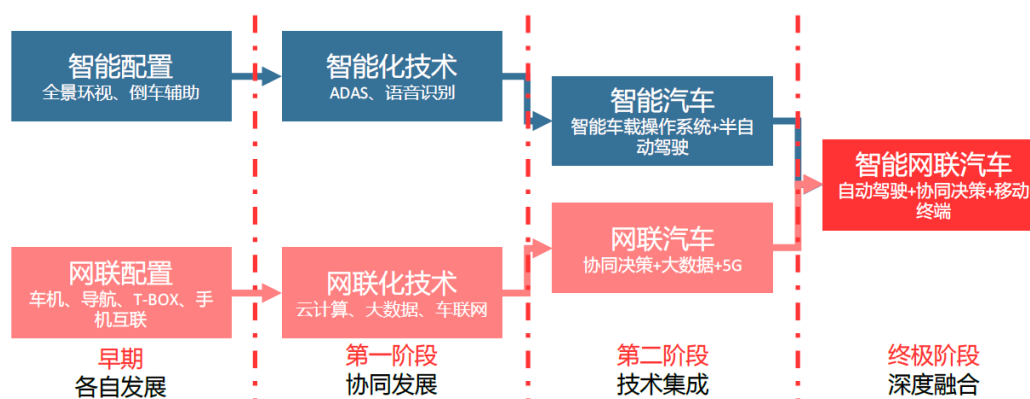 智能配置
全景环视、倒车辅助
智能化技术
ADAS、语音识别
智能汽车
智能车载操作系统+半自
动驾驶
智能网联汽车
自动驾驶+协同决策+移动
终端
网联配置
车机、导航、T-BOX、手
机互联
网联化技术
云计算、大数据、车联网
网联汽车
协同决策+大数据+5G
早期
各自发展
第一阶段
协同发展
第二阶段
技术集成
终极阶段
深度融合